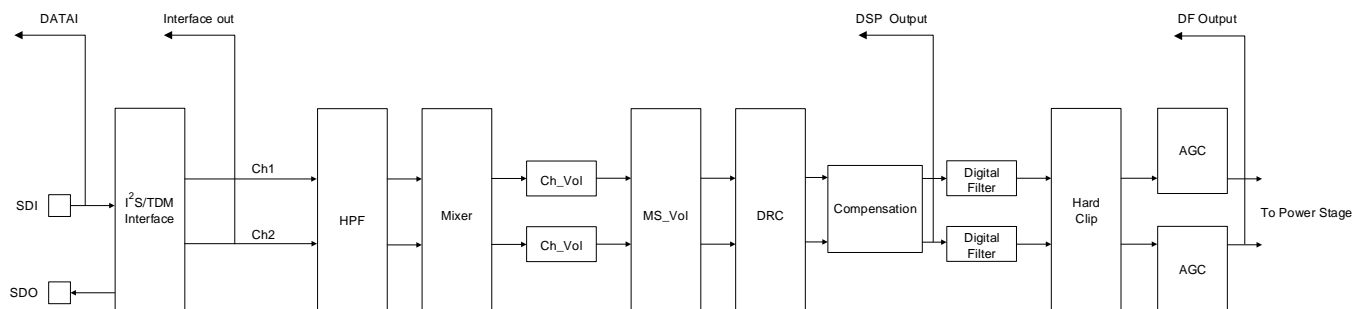 DATAI
Interface out
DSP Output
DF Output
SDI
I²S/TDM
Interface
SDO
Ch1
Ch2
HPF
Mixer
Ch_Vol
Ch_Vol
MS_Vol
DRC
Compensation
Digital
Filter
Digital
Filter
Hard
Clip
AGC
AGC
To Power Stage